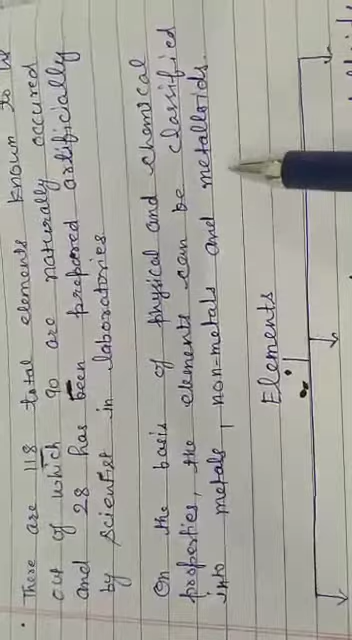 • There are 118 total elements known to us
out of which 90 are naturally occured
and 28 has been prepared artificially
by scientist in laboratories.
On the basis of physical and chemical
properties, the elements can be classified
into metals, non-metals and metalloids.
Elements